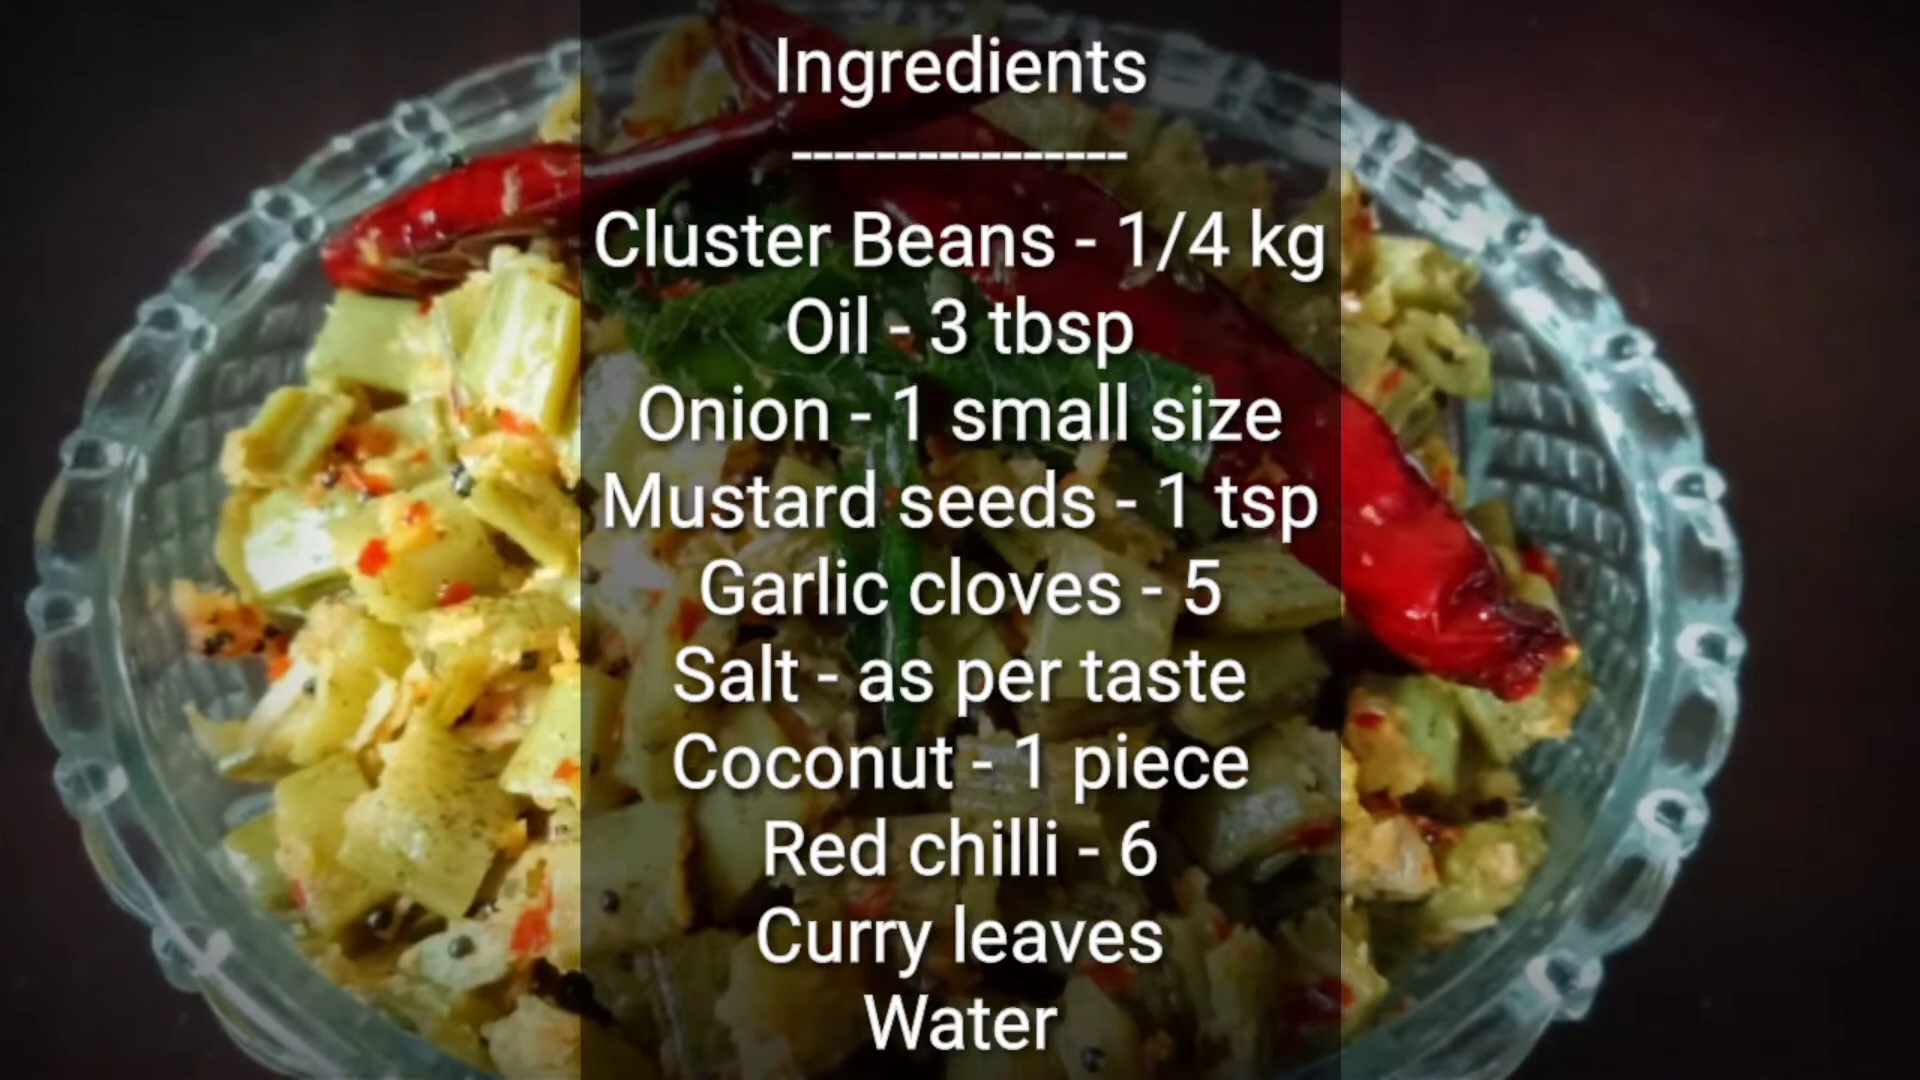 Ingredients
----------------
Cluster Beans - 1/4 kg
Oil - 3 tbsp
Onion - 1 small size
Mustard seeds - 1 tsp
Garlic cloves - 5
Salt - as per taste
Coconut - 1 piece
Red chilli - 6
Curry leaves
Water